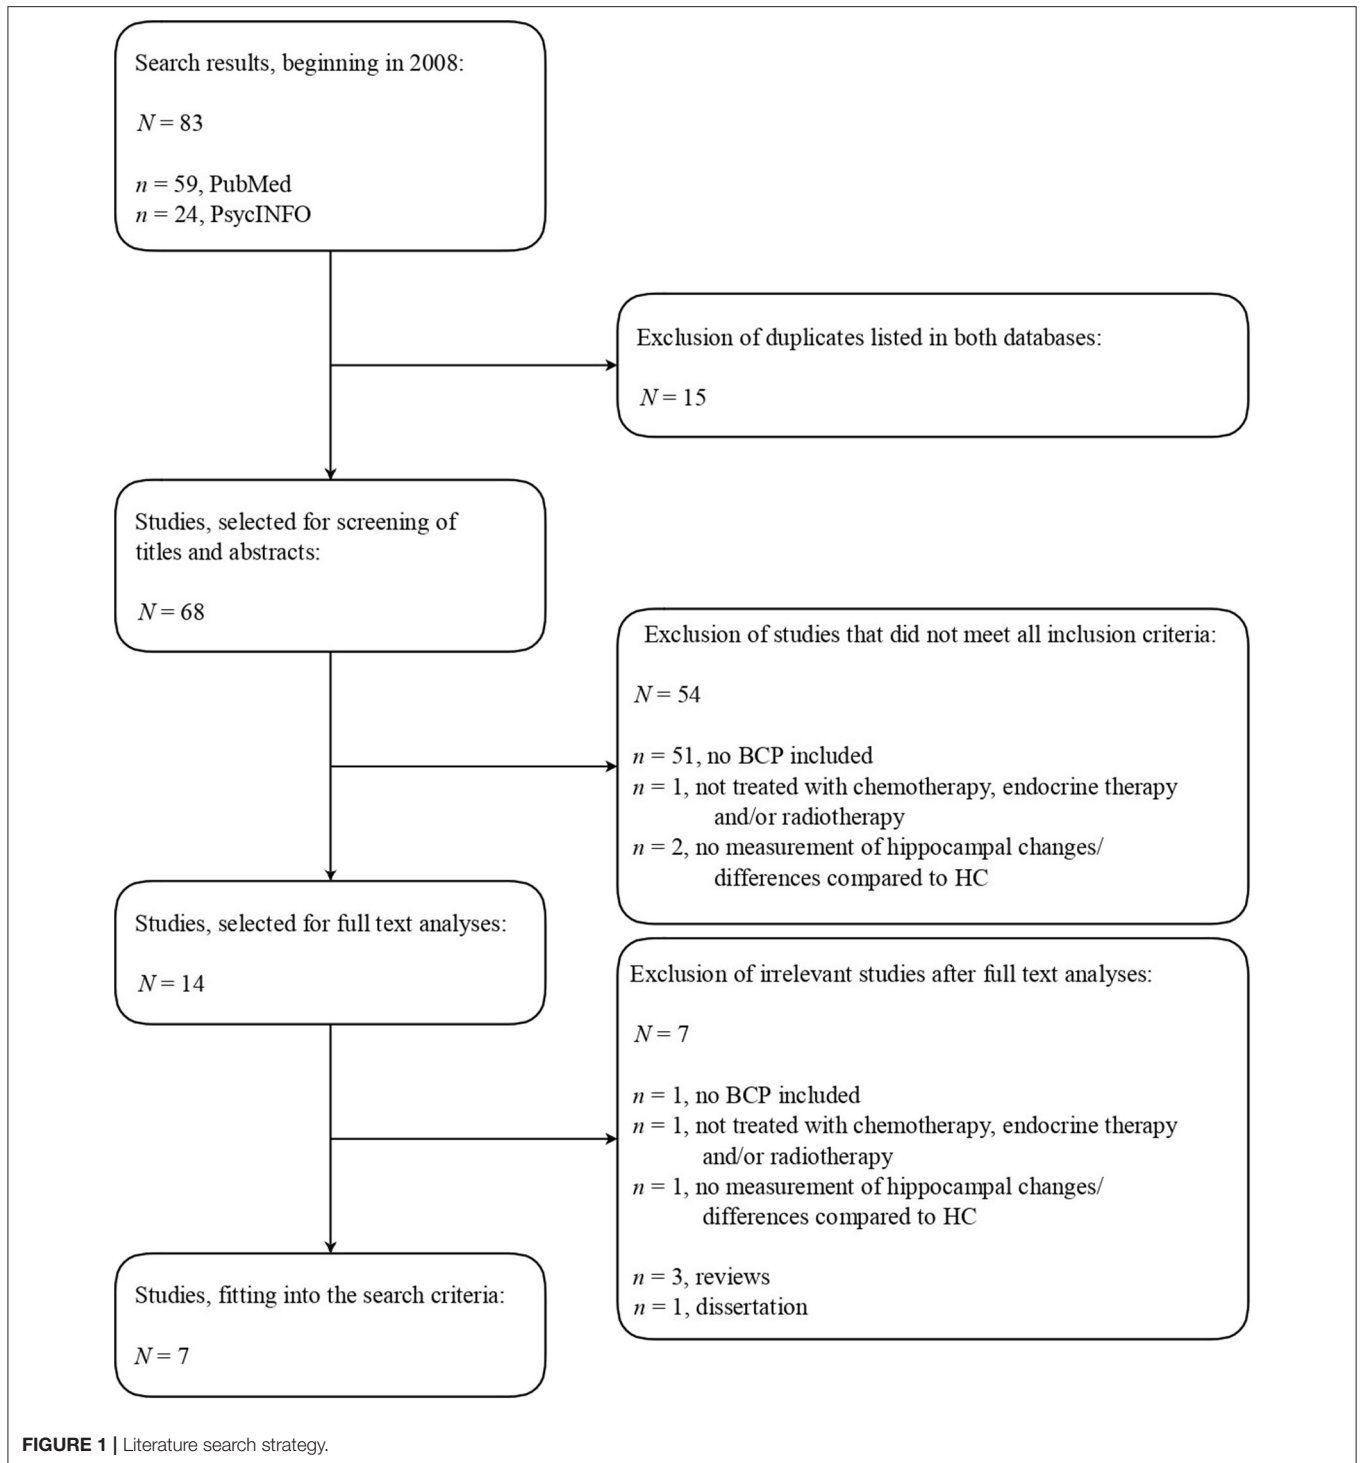 Search results, beginning in 2008:
N = 83
n = 59, PubMed
n = 24, PsycINFO
Exclusion of duplicates listed in both databases:
N = 15
Studies, selected for screening of
titles and abstracts:
N = 68
Exclusion of studies that did not meet all inclusion criteria:
N = 54
n = 51, no BCP included
n = 1, not treated with chemotherapy, endocrine therapy
and/or radiotherapy
n = 2, no measurement of hippocampal changes/
differences compared to HC
Studies, selected for full text analyses:
N = 14
Exclusion of irrelevant studies after full text analyses:
N = 7
n = 1, no BCP included
n = 1, not treated with chemotherapy, endocrine therapy
and/or radiotherapy
n = 1, no measurement of hippocampal changes/
differences compared to HC
n = 3, reviews
n = 1, dissertation
Studies, fitting into the search criteria:
N = 7
FIGURE 1 | Literature search strategy.